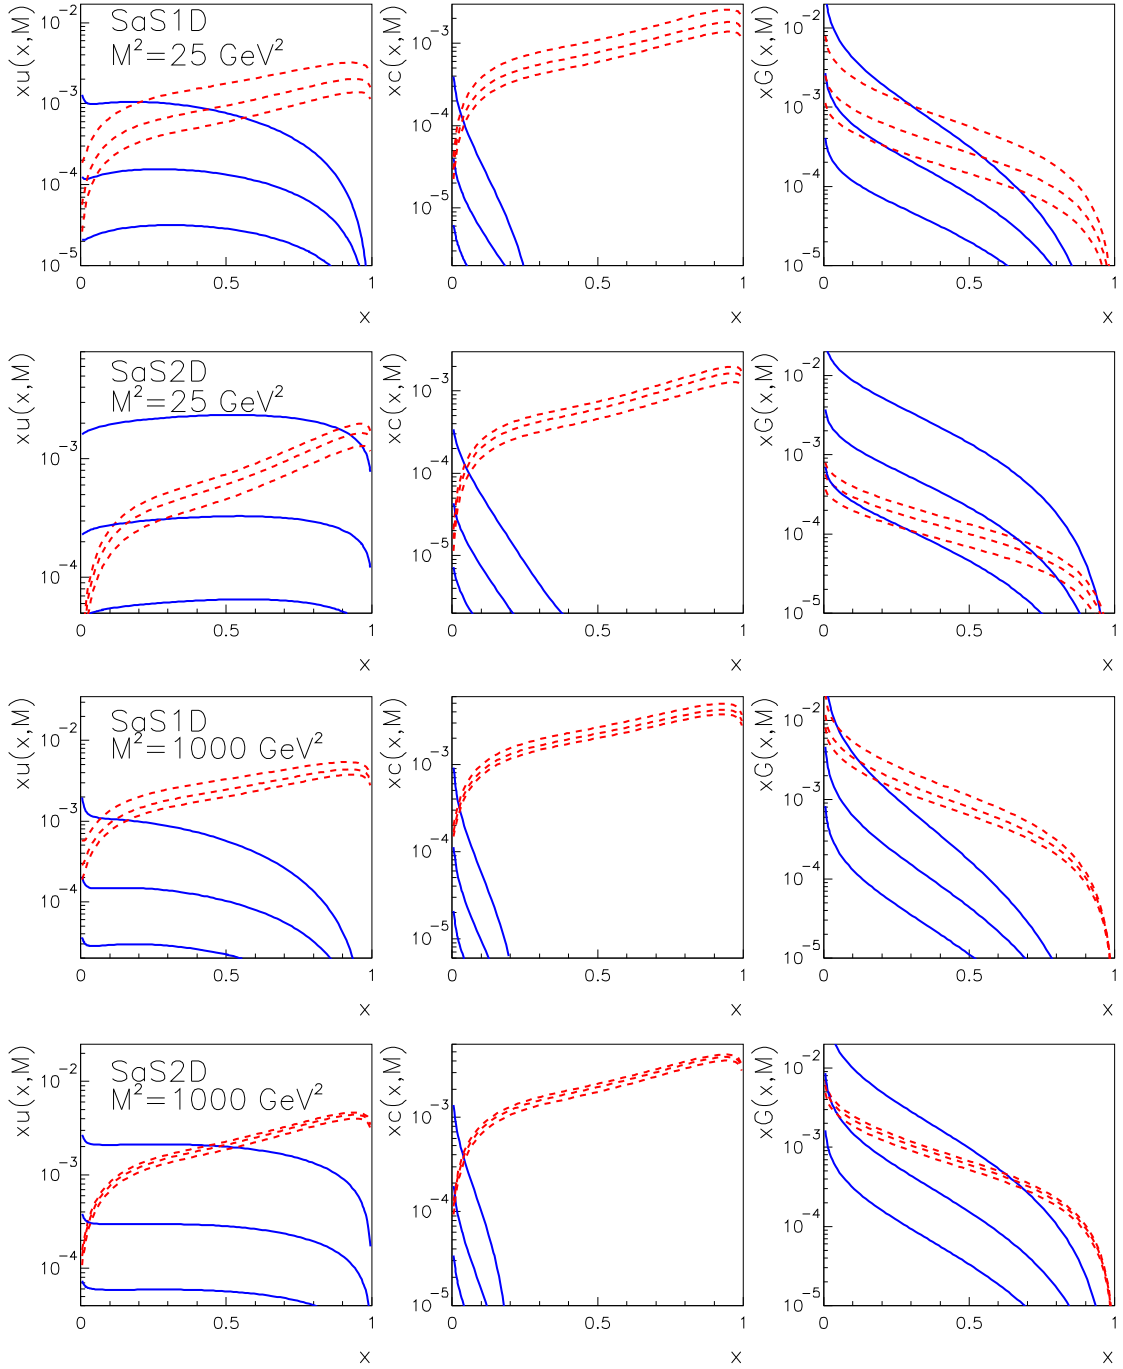 xu(x,M)
10⁻²
10⁻³
10⁻⁴
10⁻⁵
SaS1D
M²=25 GeV²
0
0.5
1
x
xc(x,M)
10⁻³
10⁻⁴
10⁻⁵
0
0.5
1
x
xG(x,M)
10⁻²
10⁻³
10⁻⁴
10⁻⁵
0
0.5
1
x
xu(x,M)
10⁻³
10⁻⁴
SaS2D
M²=25 GeV²
0
0.5
1
x
xc(x,M)
10⁻³
10⁻⁴
10⁻⁵
0
0.5
1
x
xG(x,M)
10⁻²
10⁻³
10⁻⁴
10⁻⁵
0
0.5
1
x
xu(x,M)
10⁻²
10⁻³
10⁻⁴
SaS1D
M²=1000 GeV²
0
0.5
1
x
xc(x,M)
10⁻³
10⁻⁴
10⁻⁵
0
0.5
1
x
xG(x,M)
10⁻²
10⁻³
10⁻⁴
10⁻⁵
0
0.5
1
x
xu(x,M)
10⁻²
10⁻³
10⁻⁴
SaS2D
M²=1000 GeV²
0
0.5
1
x
xc(x,M)
10⁻³
10⁻⁴
10⁻⁵
0
0.5
1
x
xG(x,M)
10⁻²
10⁻³
10⁻⁴
10⁻⁵
0
0.5
1
x